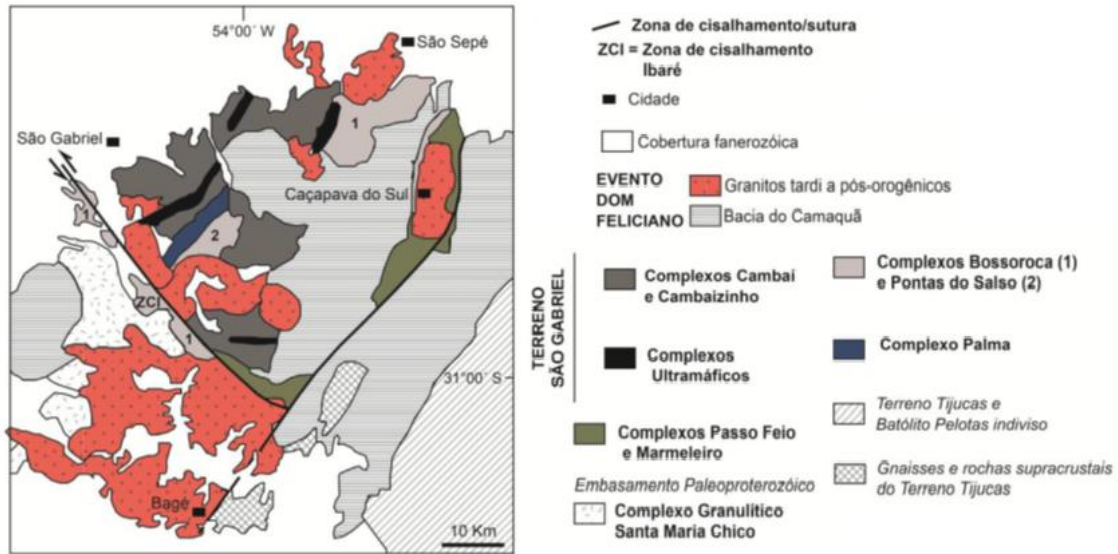 54°00´ W
São Sepé
1
São Gabriel
Caçapava do Sul
1
2
ZCI
1
31°00´ S
Bagé
10 Km
Zona de cisalhamento/sutura
ZCI = Zona de cisalhamento
Ibaré
Cidade
Cobertura fanerozóica
EVENTO
DOM
FELICIANO
Granitos tardi a pós-orogênicos
Bacia do Camaquã
TERRENO
SÃO GABRIEL
Complexos Cambai
e Cambaizinho
Complexos Bossoroca (1)
e Pontas do Salso (2)
Complexos
Ultramáficos
Complexo Palma
Terreno Tijucas e
Batólito Pelotas indiviso
Complexos Passo Feio
e Marmeleiro
Gnaisses e rochas supracrustais
do Terreno Tijucas
Embasamento Paleoproterozóico
Complexo Granulítico
Santa Maria Chico